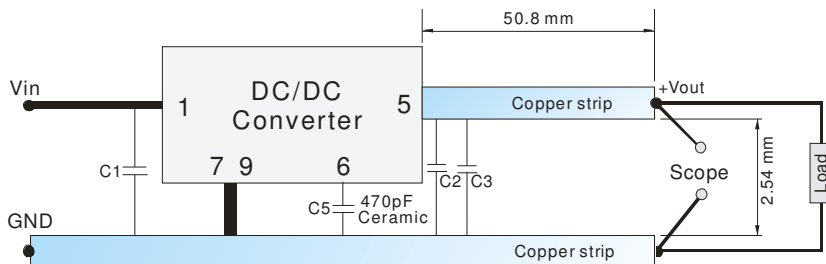 50.8 mm
Vin
DC/DC
Converter
1
5
Copper strip
+Vout
7 9
6
C1
C5
470pF
Ceramic
C2
C3
Scope
2.54 mm
Load
GND
Copper strip